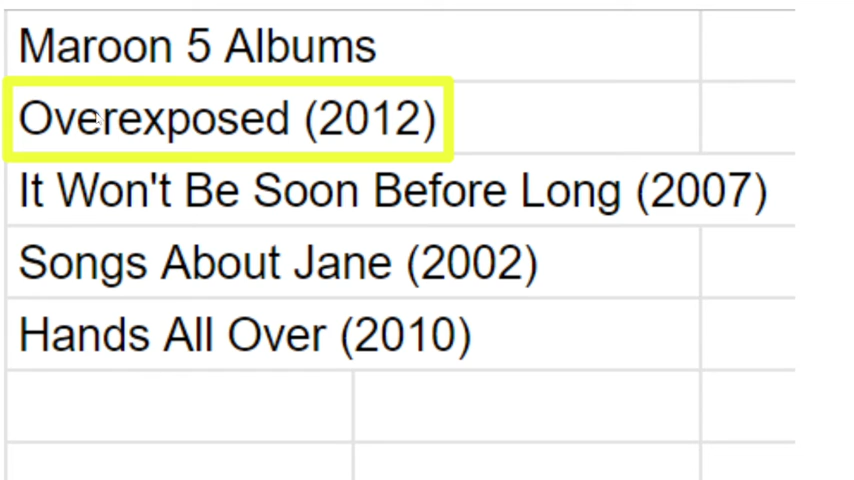 Maroon 5 Albums
Overexposed (2012)
It Won't Be Soon Before Long (2007)
Songs About Jane (2002)
Hands All Over (2010)